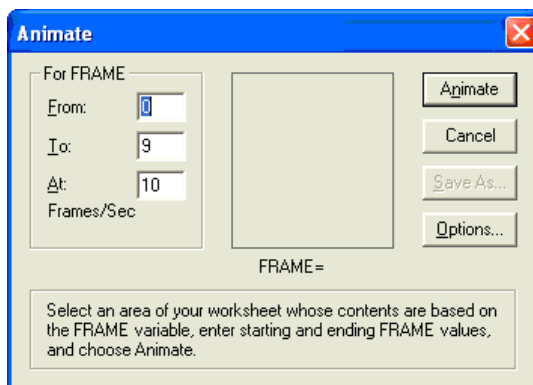 Animate
For FRAME
From: 0
To: 9
At: 10
Frames/Sec
Animate
Cancel
Save As...
Options...
FRAME=
Select an area of your worksheet whose contents are based on
the FRAME variable, enter starting and ending FRAME values,
and choose Animate.